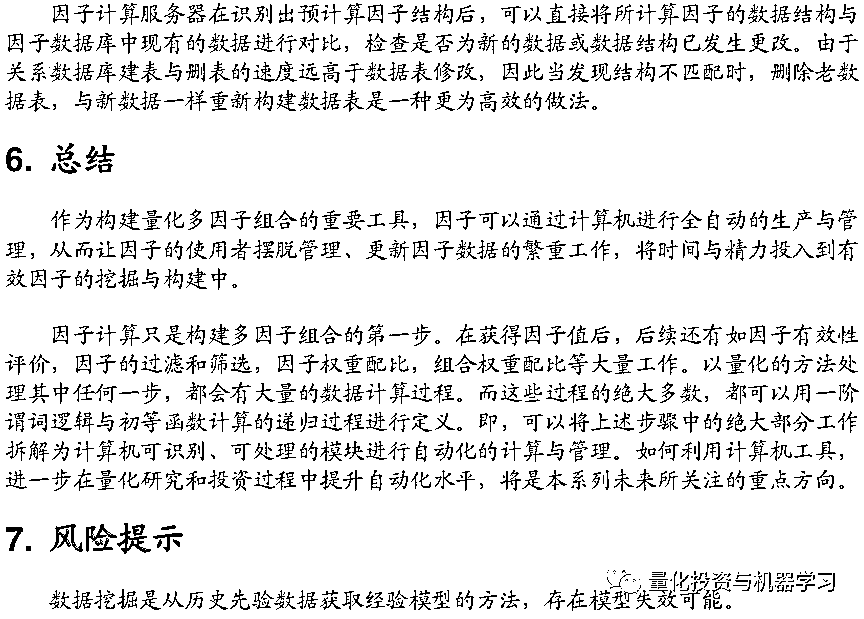 因子计算服务器在识别出预计算因子结构后，可以直接将所计算因子的数据结构与
因子数据库中现有的数据进行对比，检查是否为新的数据或数据结构已发生更改。由于
关系数据库建表与删表的速度远高于数据表修改，因此当发现结构不匹配时，删除老数
据表，与新数据一样重新构建数据表是一种更为高效的做法。
6. 总结
作为构建量化多因子组合的重要工具，因子可以通过计算机进行全自动的生产与管
理，从而让因子的使用者摆脱管理、更新因子数据的繁重工作，将时间与精力投入到有
效因子的挖掘与构建中。
因子计算只是构建多因子组合的第一步。在获得因子值后，后续还有如因子有效性
评价，因子的过滤和筛选，因子权重配比，组合权重配比等大量工作。以量化的方法处
理其中任何一步，都会有大量的数据计算过程。而这些过程的绝大多数，都可以用一阶
谓词逻辑与初等函数计算的递归过程进行定义。即，可以将上述步骤中的绝大部分工作
拆解为计算机可识别、可处理的模块进行自动化的计算与管理。如何利用计算机工具，
进一步在量化研究和投资过程中提升自动化水平，将是本系列未来所关注的重点方向。
7. 风险提示
量化投资与机器学习
数据挖掘是从历史先验数据获取经验模型的方法，存在模型失效可能。